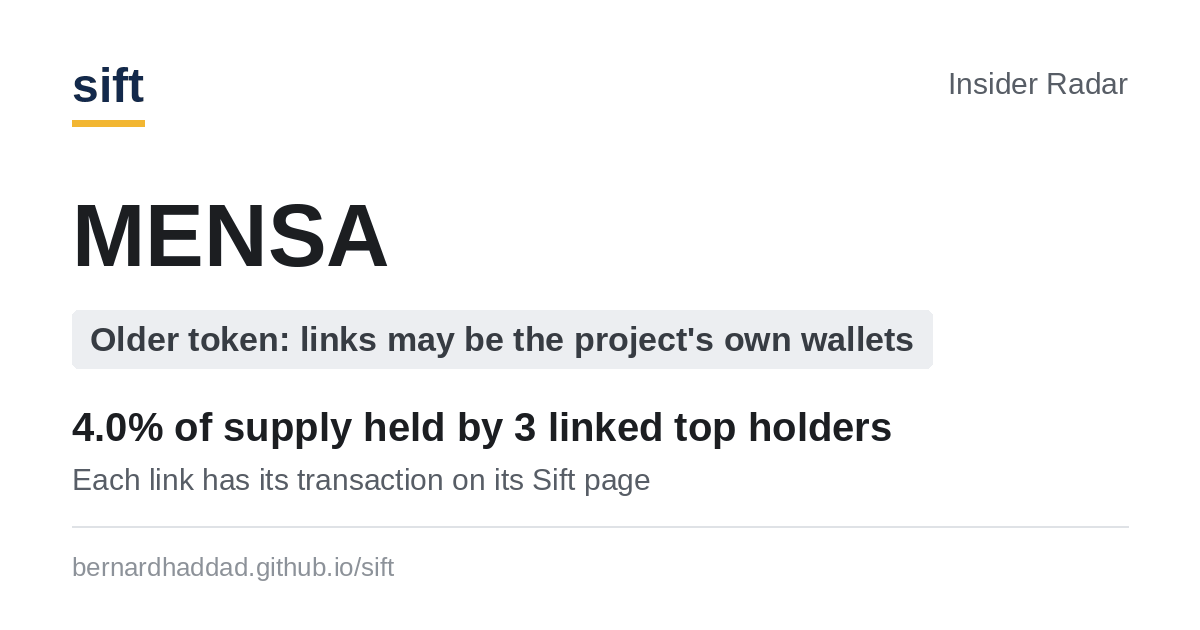 sift
Insider Radar
MENSA
Older token: links may be the project's own wallets
4.0% of supply held by 3 linked top holders
Each link has its transaction on its Sift page
bernardhaddad.github.io/sift